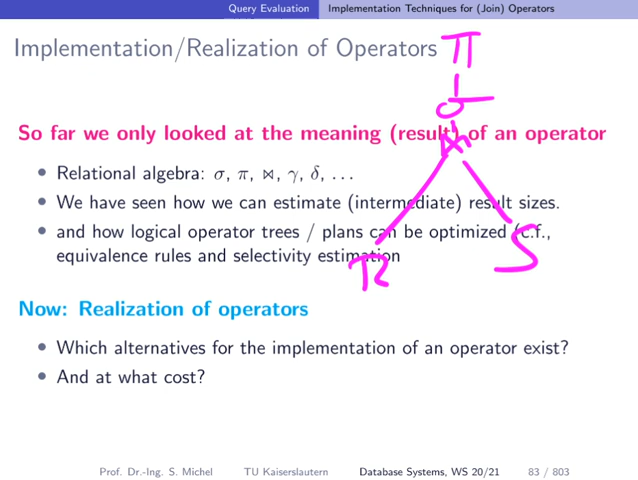 Query Evaluation Implementation Techniques for (Join) Operators
Implementation/Realization of Operators
π
σ
⋈
R S
So far we only looked at the meaning (result) of an operator
• Relational algebra: σ, π, ⋈, γ, δ, ...
• We have seen how we can estimate (intermediate) result sizes.
• and how logical operator trees / plans can be optimized (c.f.,
equivalence rules and selectivity estimation
Now: Realization of operators
• Which alternatives for the implementation of an operator exist?
• And at what cost?
Prof. Dr.-Ing. S. Michel TU Kaiserslautern Database Systems, WS 20/21 83 / 803